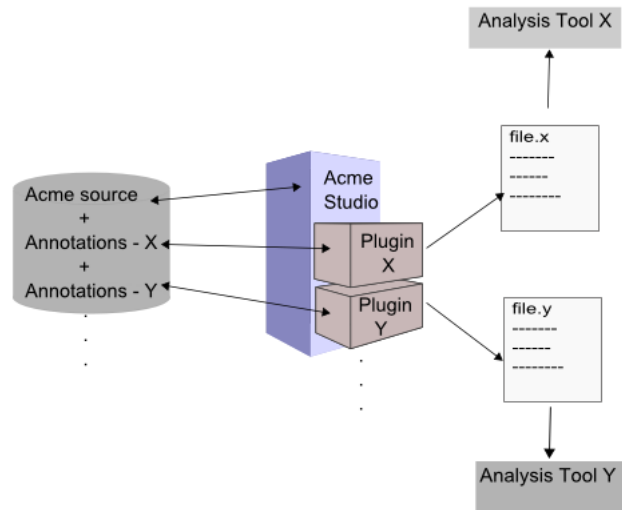 Analysis Tool X
file.x
-------
------
--------
Acme
Studio
Acme source
+
Annotations - X
+
Annotations - Y
.
.
.
Plugin
X
Plugin
Y
.
.
.
file.y
-------
------
--------
Analysis Tool Y